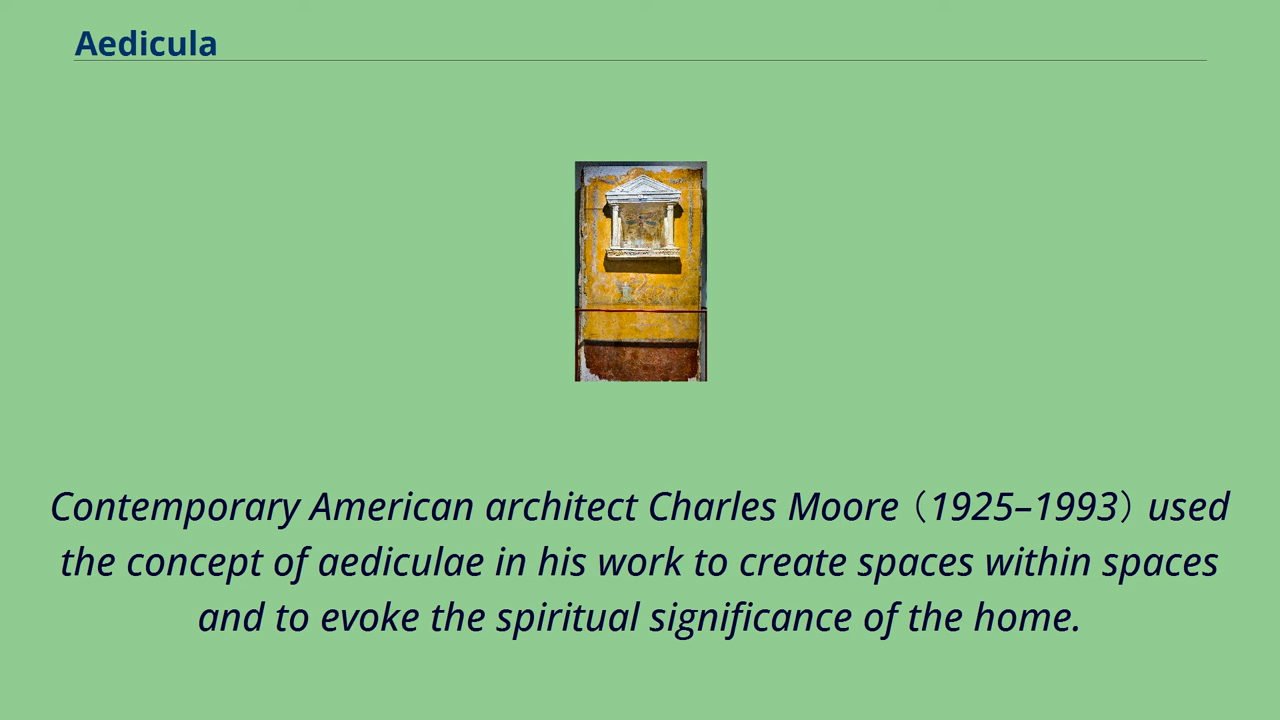 Aedicula
Contemporary American architect Charles Moore（1925–1993）used
the concept of aediculae in his work to create spaces within spaces
and to evoke the spiritual significance of the home.